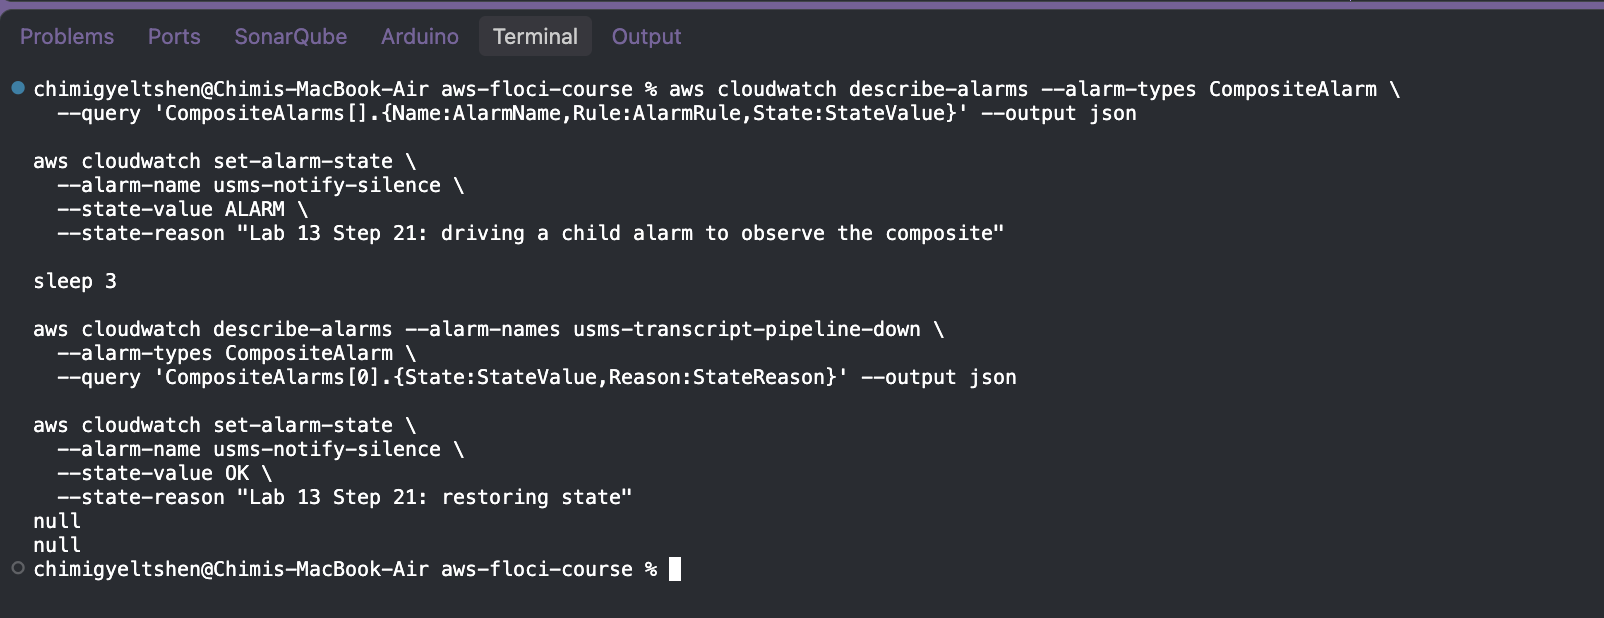 Problems Ports SonarQube Arduino Terminal Output
chimigyeltshen@Chimis-MacBook-Air aws-floci-course % aws cloudwatch describe-alarms --alarm-types CompositeAlarm \
  --query 'CompositeAlarms[].{Name:AlarmName,Rule:AlarmRule,State:StateValue}' --output json
aws cloudwatch set-alarm-state \
  --alarm-name usms-notify-silence \
  --state-value ALARM \
  --state-reason "Lab 13 Step 21: driving a child alarm to observe the composite"
sleep 3
aws cloudwatch describe-alarms --alarm-names usms-transcript-pipeline-down \
  --alarm-types CompositeAlarm \
  --query 'CompositeAlarms[0].{State:StateValue,Reason:StateReason}' --output json
aws cloudwatch set-alarm-state \
  --alarm-name usms-notify-silence \
  --state-value OK \
  --state-reason "Lab 13 Step 21: restoring state"
null
null
chimigyeltshen@Chimis-MacBook-Air aws-floci-course %